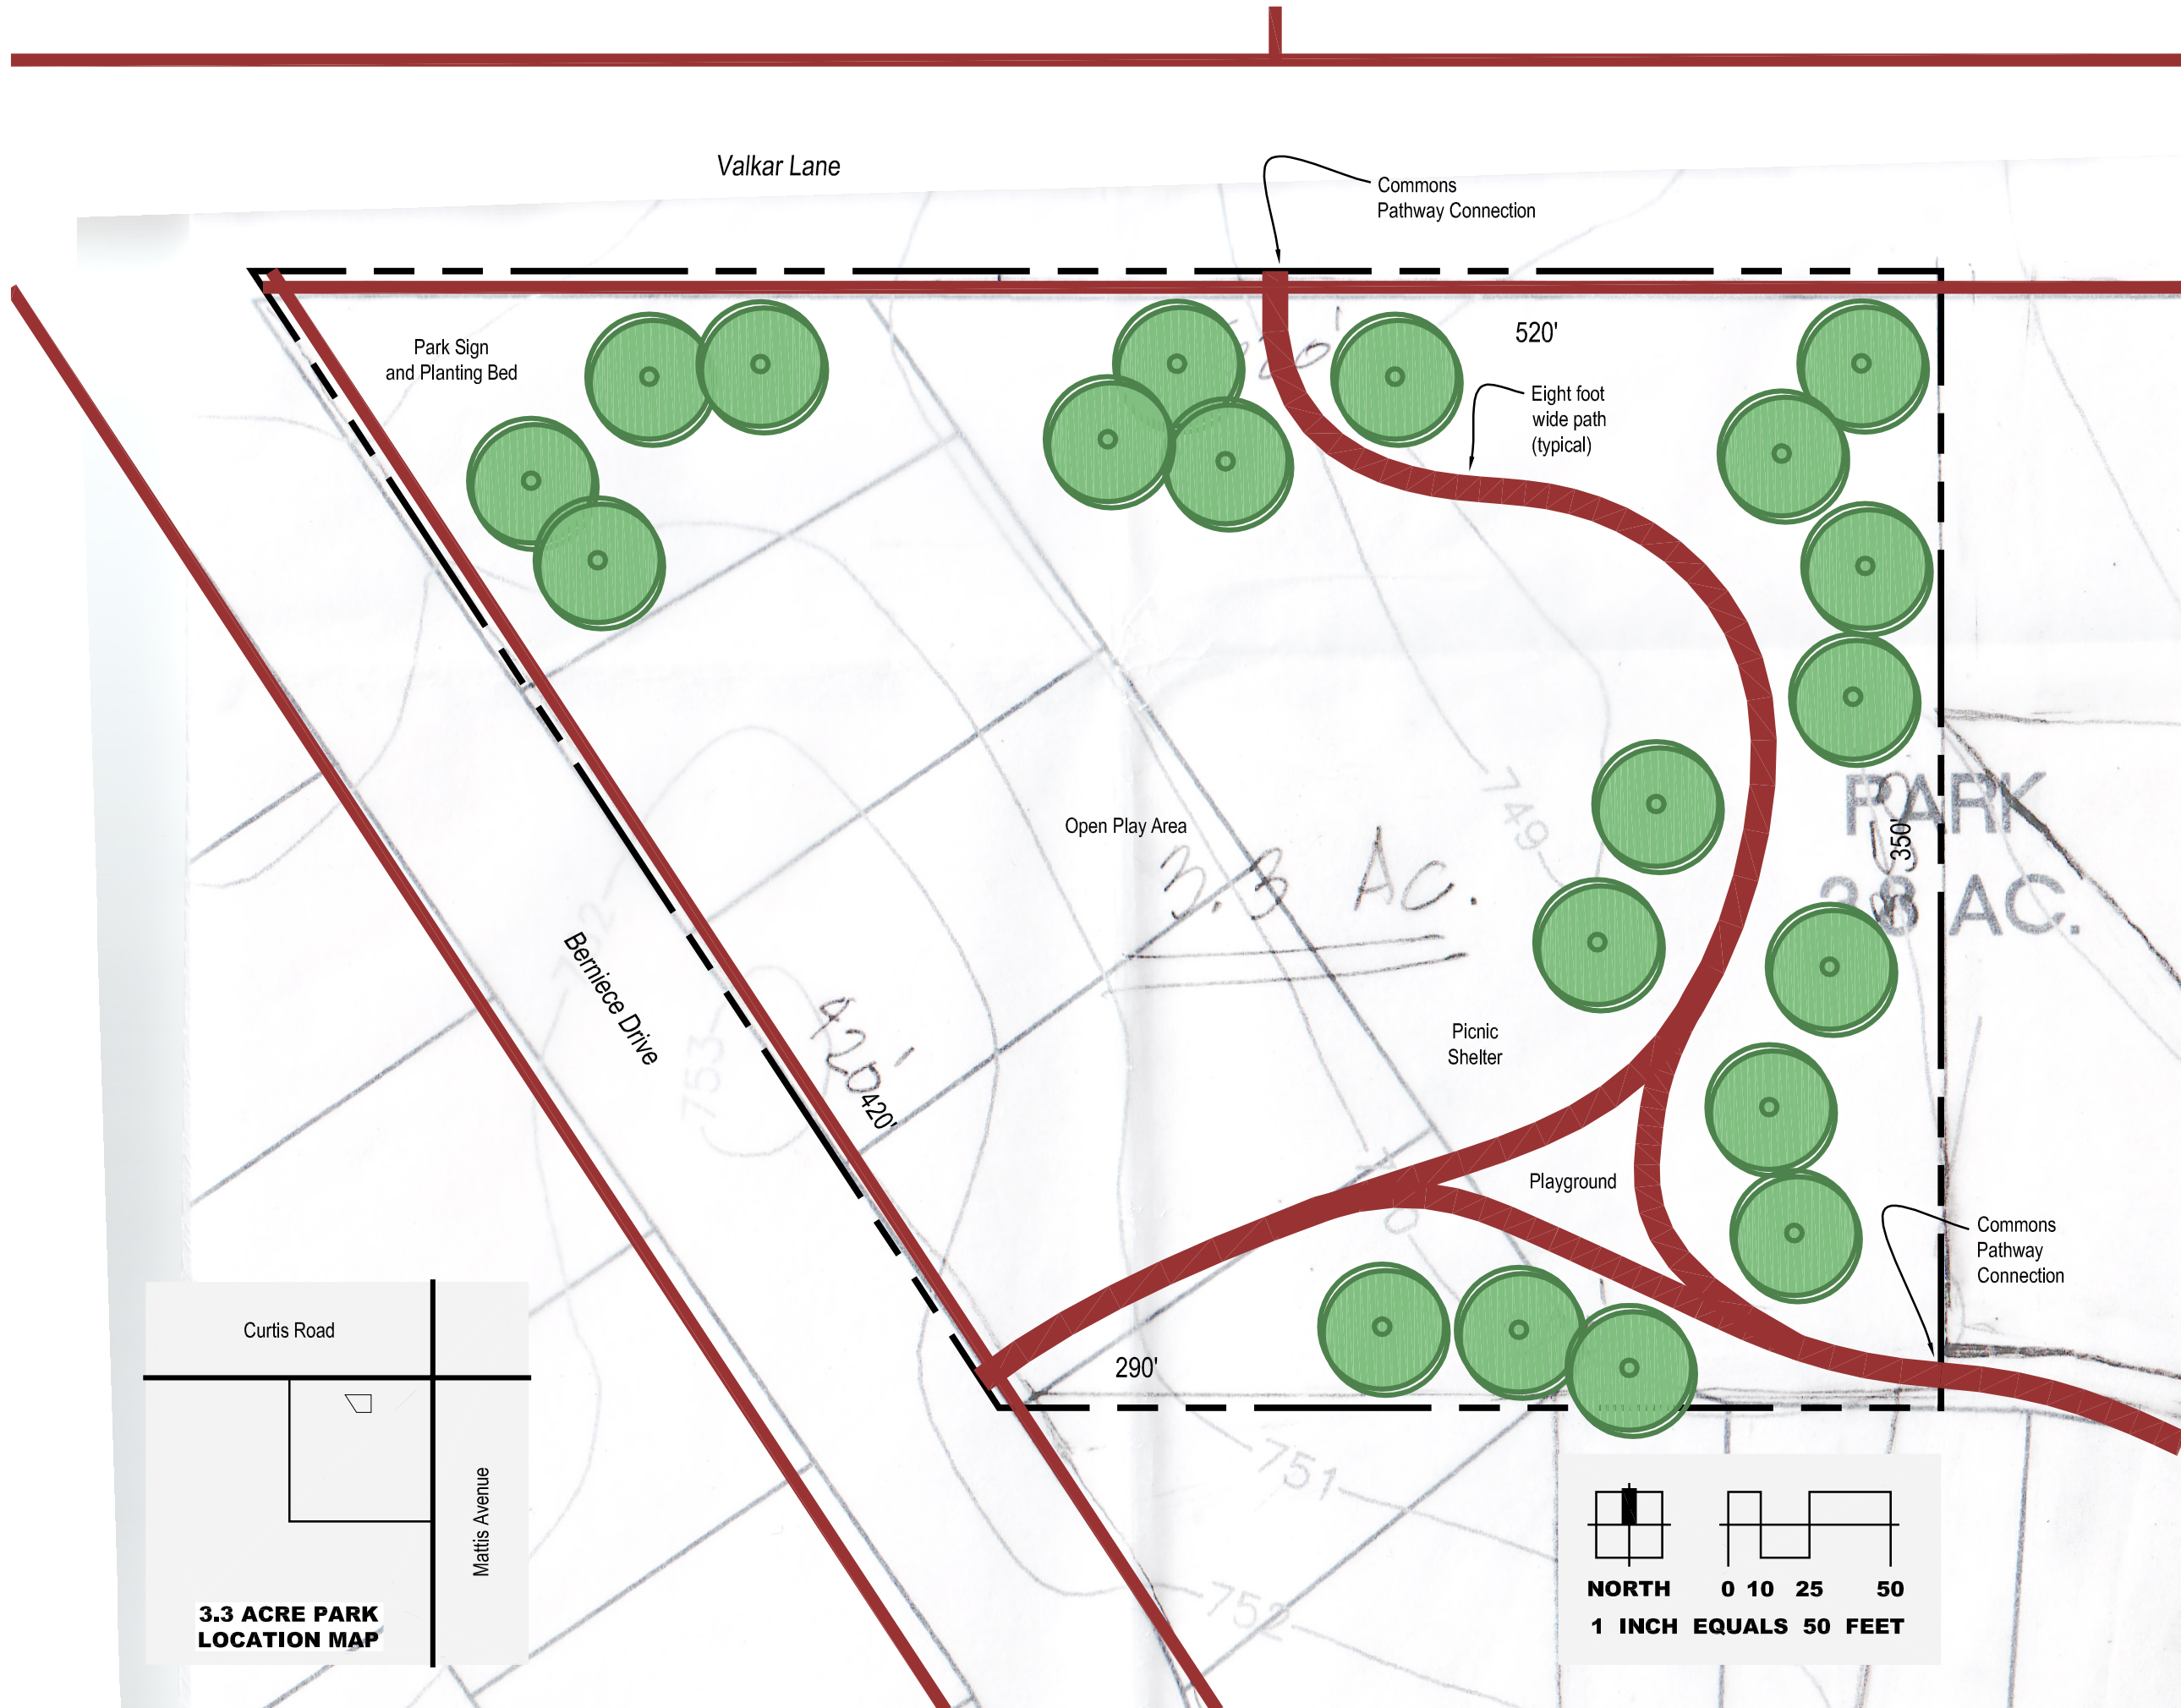 Valkar Lane
Commons
Pathway Connection
520'
Park Sign
and Planting Bed
Eight foot
wide path
(typical)
749
PARK
350'
Open Play Area
3.3 AC.
3.8 AC.
752
Berniece Drive
753
420'
420'
Picnic
Shelter
Playground
Commons
Pathway
Connection
290'
Curtis Road
Mattis Avenue
3.3 ACRE PARK
LOCATION MAP
751
752
NORTH
0 10 25 50
1 INCH EQUALS 50 FEET